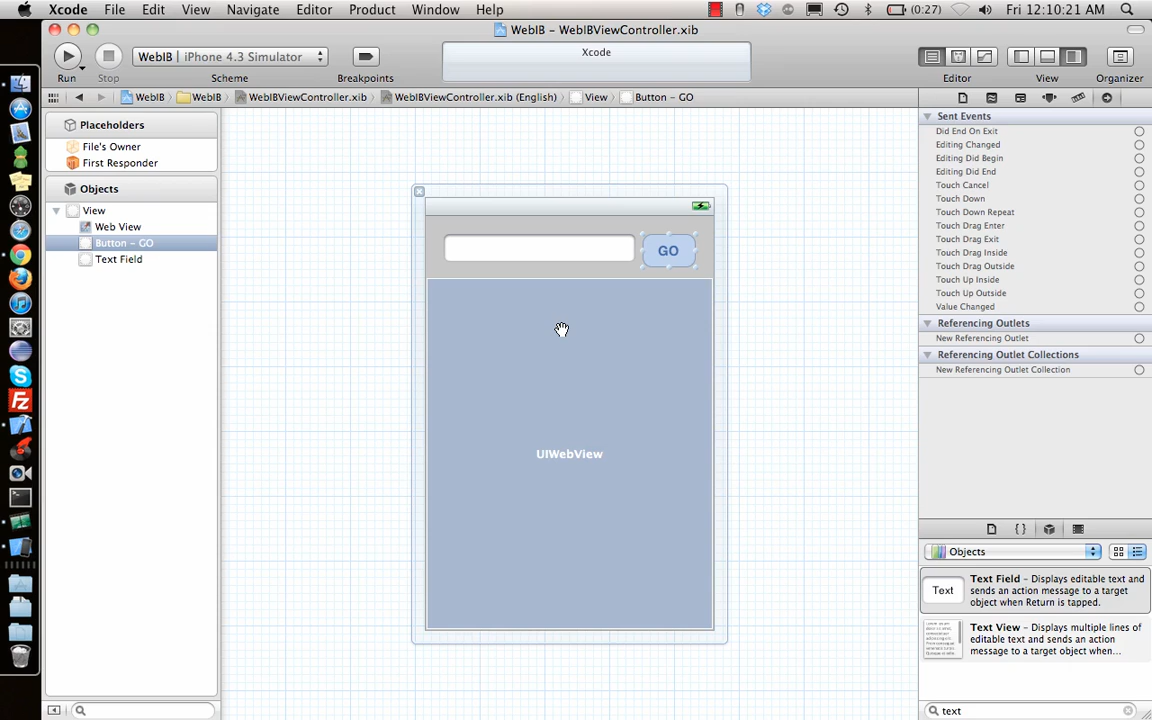 Xcode File Edit View Navigate Editor Product Window Help (0:27) Fri 12:10:21 AM
WebIB – WebIBViewController.xib
WebIB | iPhone 4.3 Simulator
Xcode
Run Stop Scheme Breakpoints Editor View Organizer
WebIB WebIB WebIBViewController.xib WebIBViewController.xib (English) View Button – GO
Placeholders
File's Owner
First Responder
Objects
View
Web View
Button – GO
Text Field
GO
UIWebView
Sent Events
Did End On Exit
Editing Changed
Editing Did Begin
Editing Did End
Touch Cancel
Touch Down
Touch Down Repeat
Touch Drag Enter
Touch Drag Exit
Touch Drag Inside
Touch Drag Outside
Touch Up Inside
Touch Up Outside
Value Changed
Referencing Outlets
New Referencing Outlet
Referencing Outlet Collections
New Referencing Outlet Collection
Objects
Text
Text Field – Displays editable text and
sends an action message to a target
object when Return is tapped.
Text View – Displays multiple lines of
editable text and sends an action
message to a target object when...
text